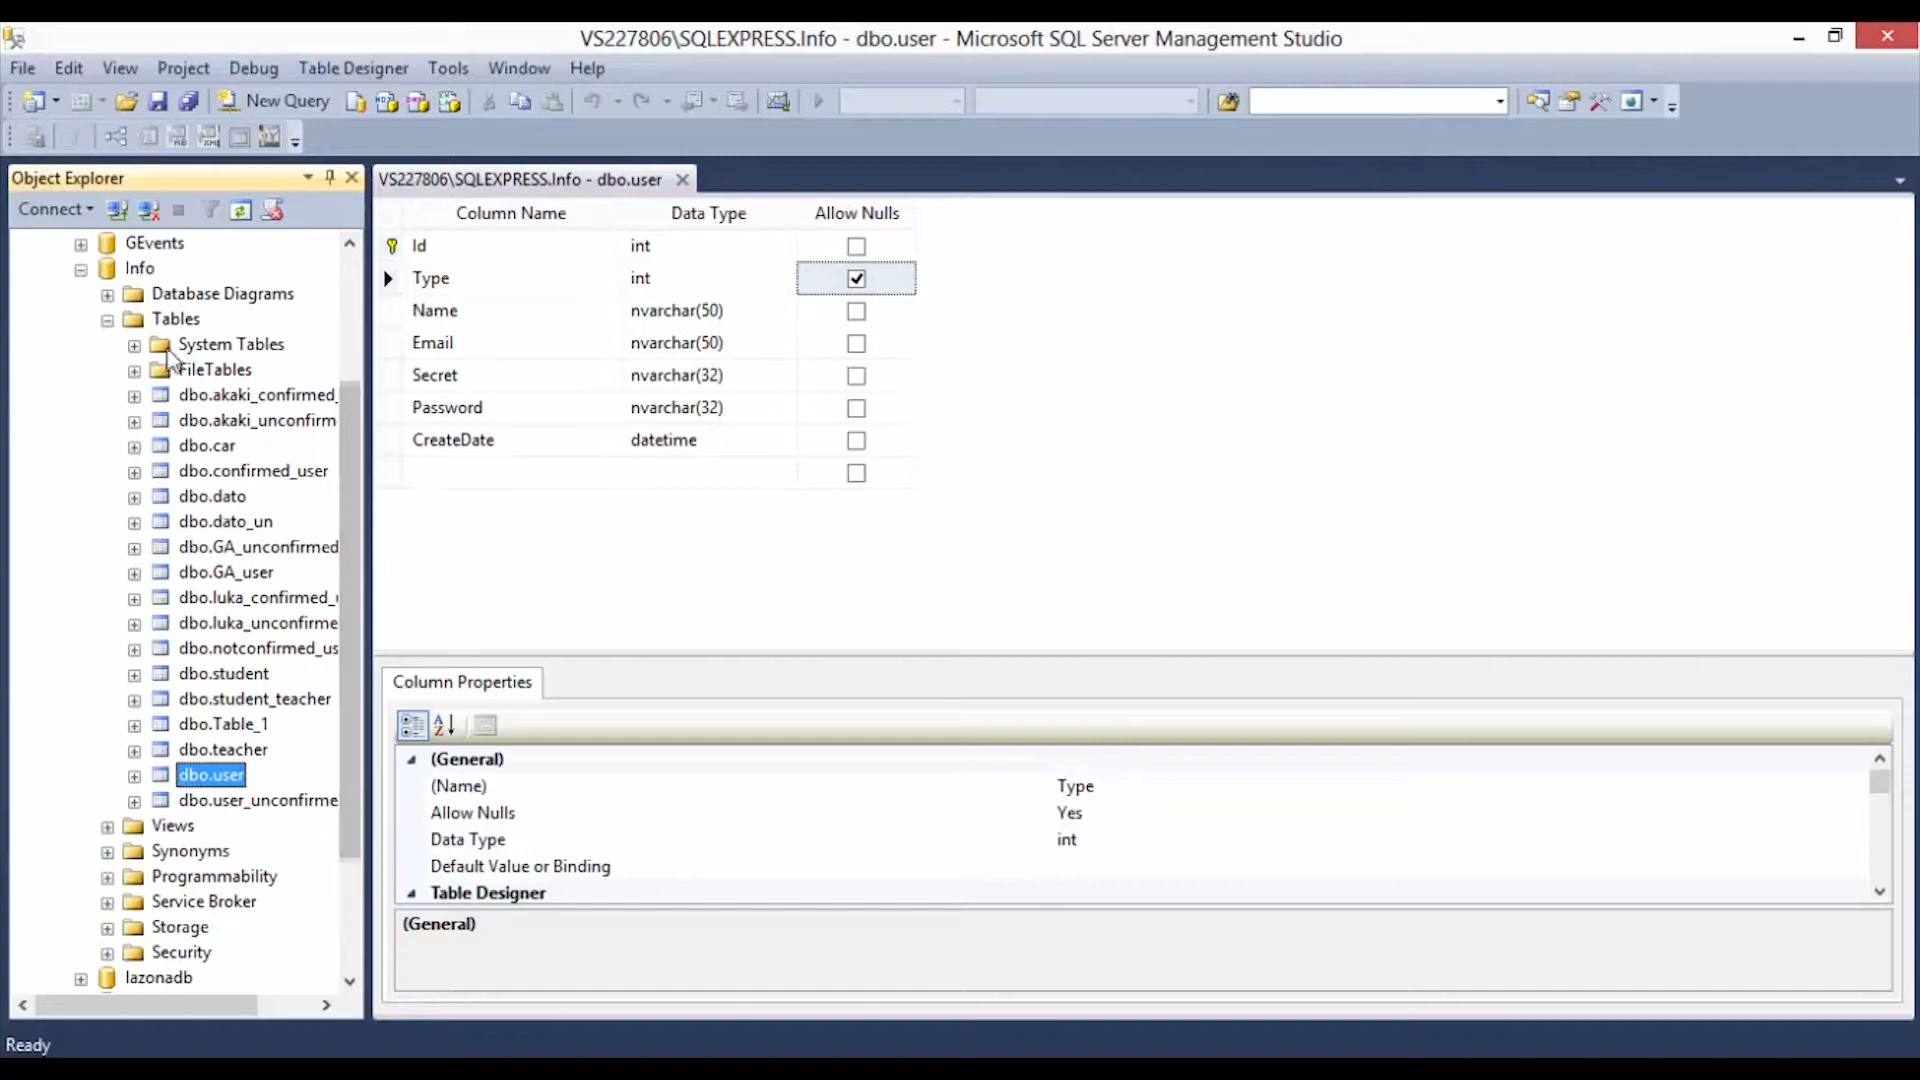 VS227806\SQLEXPRESS.Info - dbo.user - Microsoft SQL Server Management Studio
File Edit View Project Debug Table Designer Tools Window Help
New Query
Object Explorer
Connect
GEvents
Info
Database Diagrams
Tables
System Tables
FileTables
dbo.akaki_confirmed_
dbo.akaki_unconfirm
dbo.car
dbo.confirmed_user
dbo.dato
dbo.dato_un
dbo.GA_unconfirmed
dbo.GA_user
dbo.luka_confirmed_
dbo.luka_unconfirme
dbo.notconfirmed_us
dbo.student
dbo.student_teacher
dbo.Table_1
dbo.teacher
dbo.user
dbo.user_unconfirme
Views
Synonyms
Programmability
Service Broker
Storage
Security
lazonadb
VS227806\SQLEXPRESS.Info - dbo.user
Column Name Data Type Allow Nulls
Id int
Type int
Name nvarchar(50)
Email nvarchar(50)
Secret nvarchar(32)
Password nvarchar(32)
CreateDate datetime
Column Properties
(General)
(Name) Type
Allow Nulls Yes
Data Type int
Default Value or Binding
Table Designer
(General)
Ready